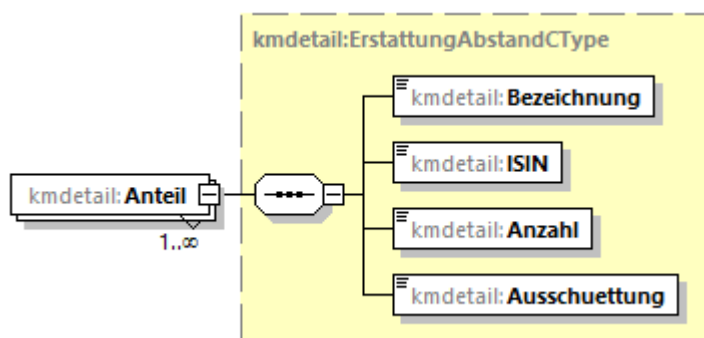 kmdetail:ErstattungAbstandCType
kmdetail:Bezeichnung
kmdetail:ISIN
kmdetail:Anteil
1..∞
kmdetail:Anzahl
kmdetail:Ausschuettung